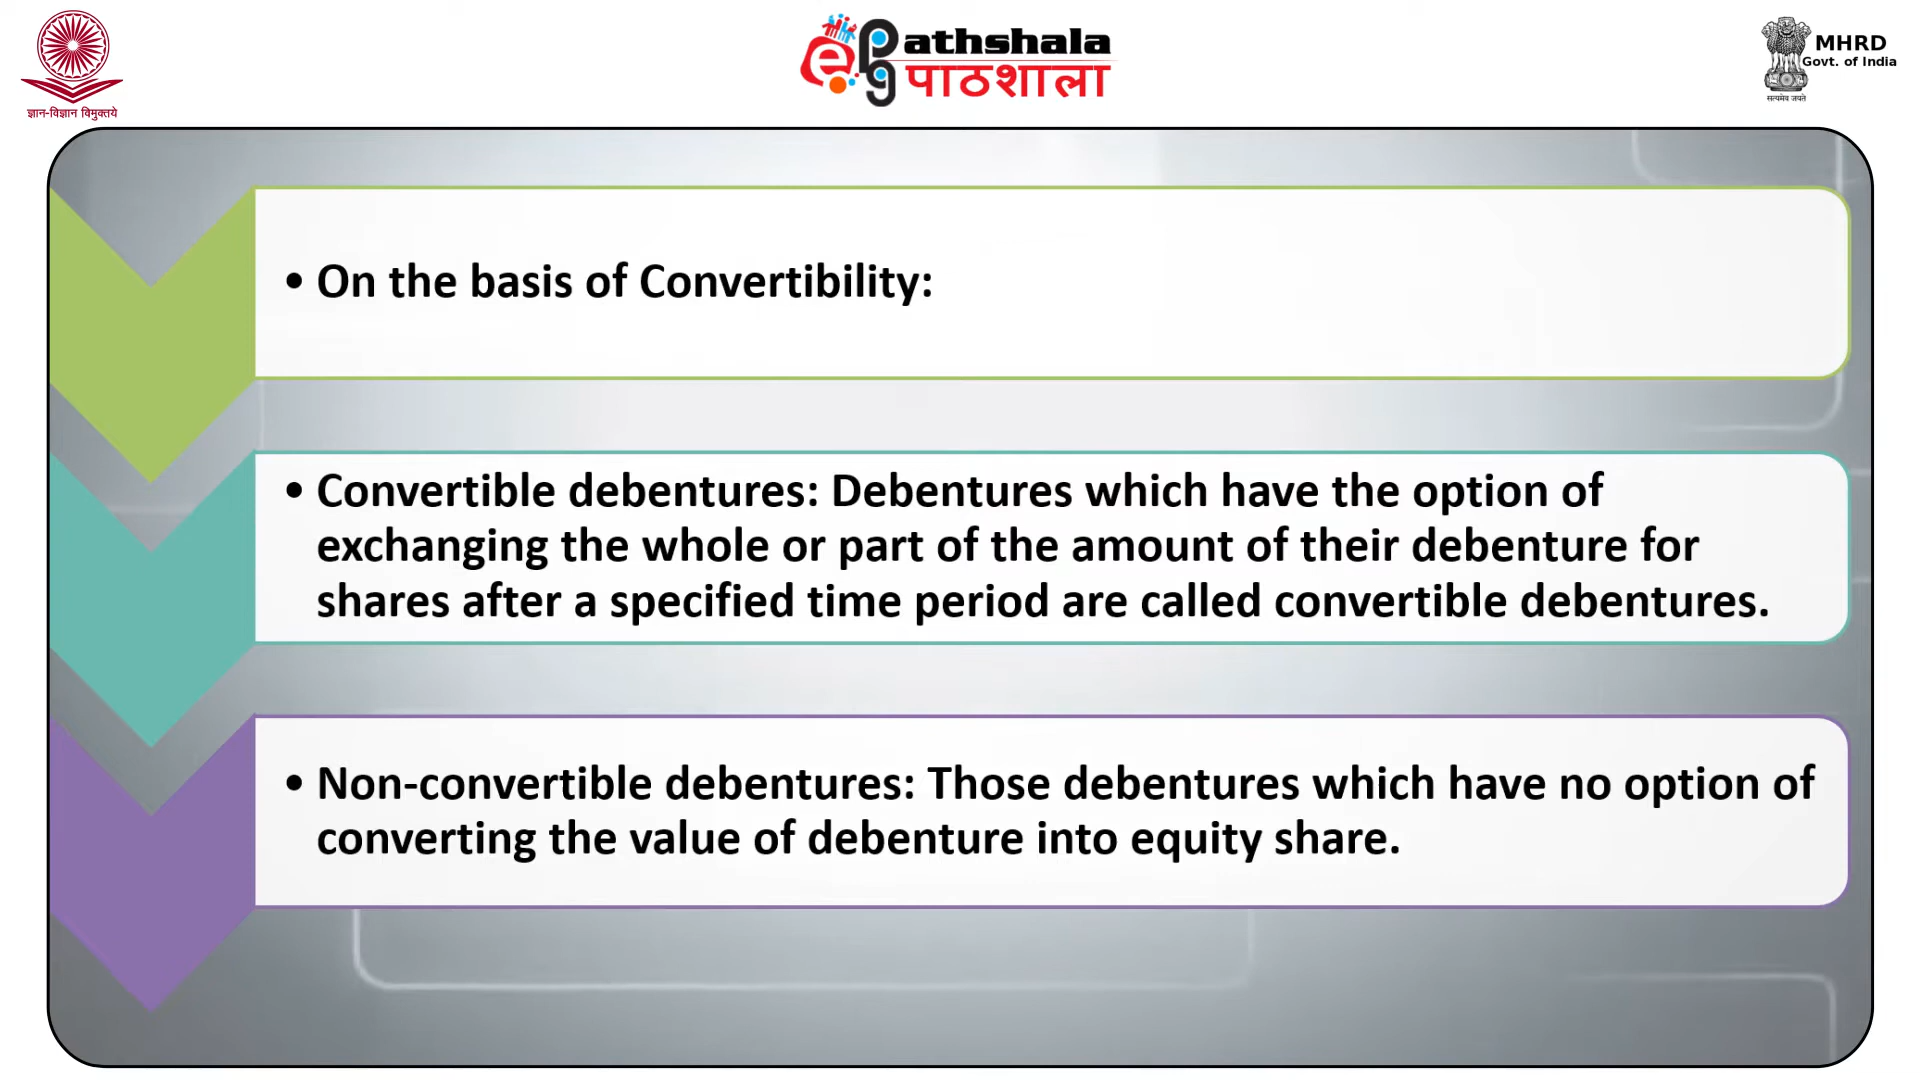 ज्ञान-विज्ञान विमुक्तये
ePg athshala
पाठशाला
सत्यमेव जयते
MHRD
Govt. of India
• On the basis of Convertibility:
• Convertible debentures: Debentures which have the option of
exchanging the whole or part of the amount of their debenture for
shares after a specified time period are called convertible debentures.
• Non-convertible debentures: Those debentures which have no option of
converting the value of debenture into equity share.